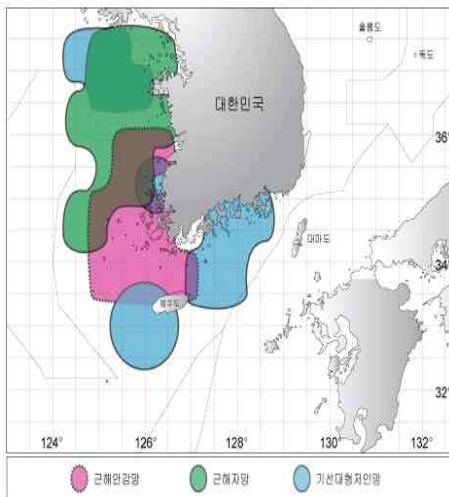 울릉도
독도
대한민국
36°
대마도
34°
제주도
32°
124° 126° 128° 130° 132°
근해안강망 근해자망 기선대형저인망